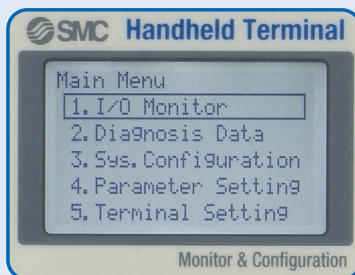 SMC Handheld Terminal
Main Menu
1.I/O Monitor
2.Diagnosis Data
3.Sys.Configuration
4.Parameter Setting
5.Terminal Setting
Monitor & Configuration